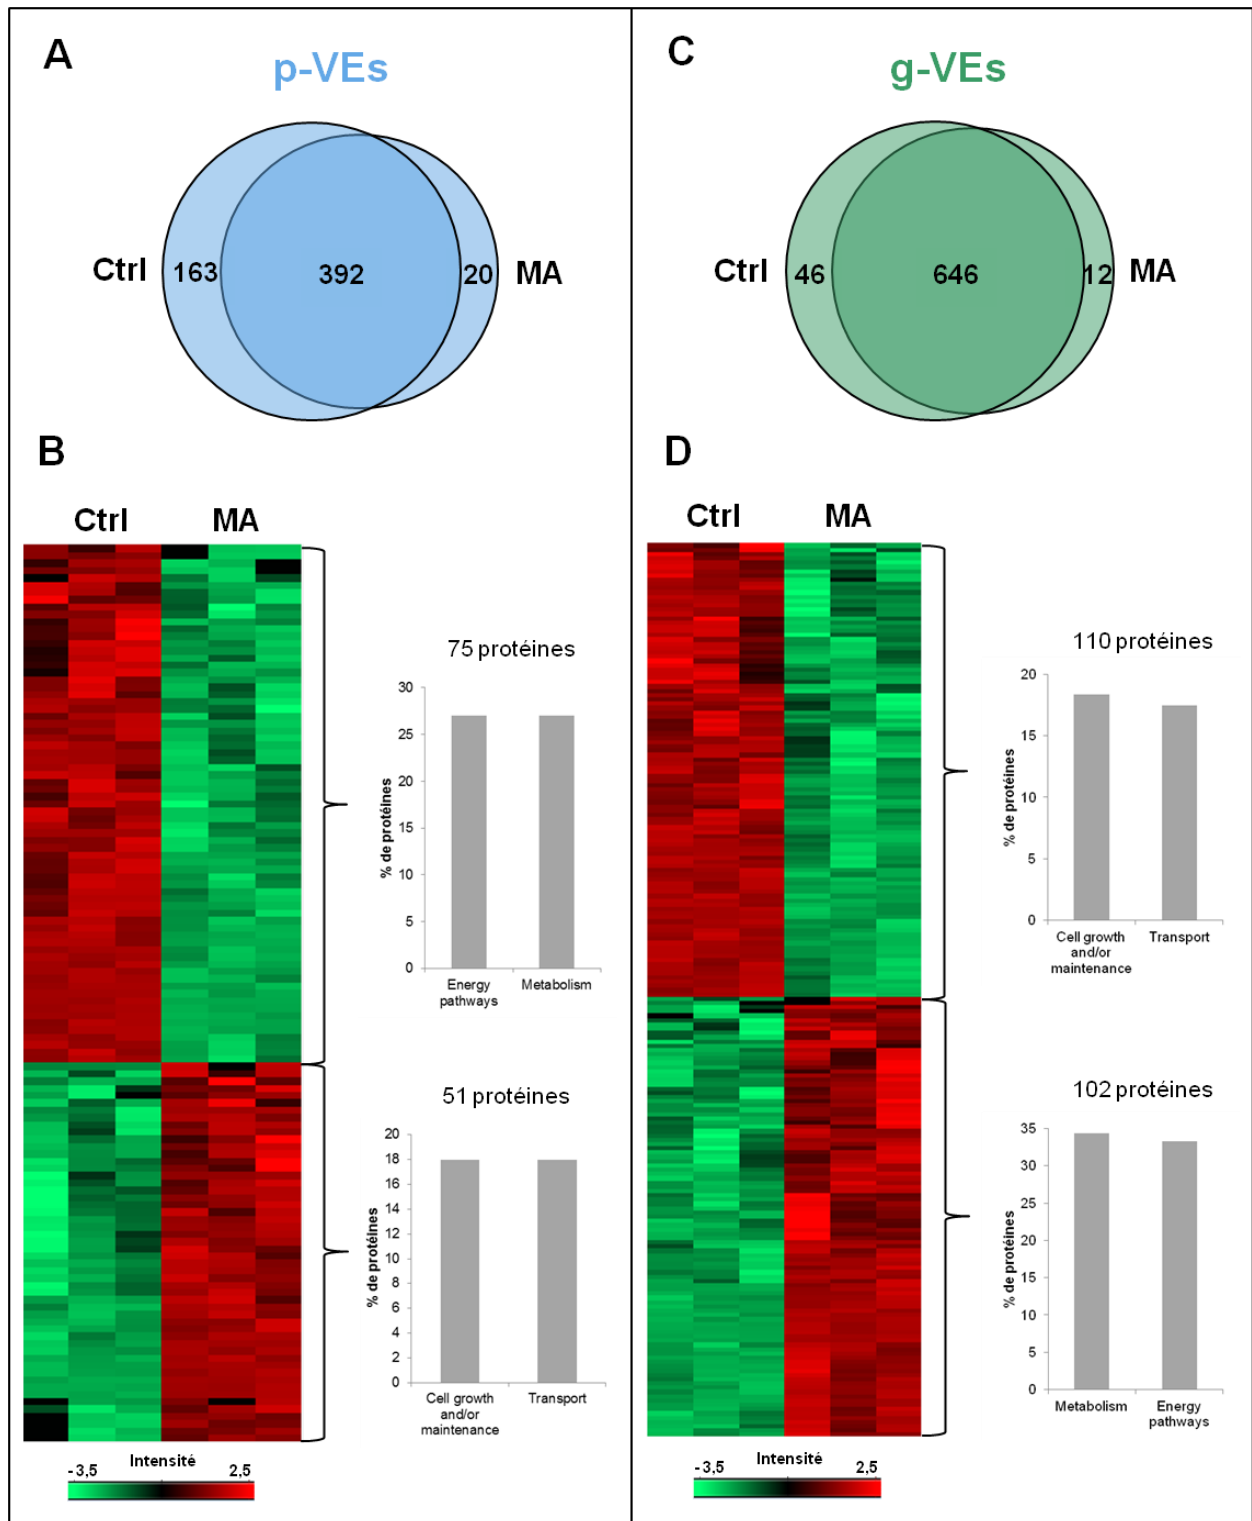 A
p-VEs
Ctrl 163 392 20 MA
B
Ctrl MA
75 protéines
30
25
20
15
10
5
0
% de protéines
Energy
pathways
Metabolism
51 protéines
20
18
16
14
12
10
8
6
4
2
0
% de protéines
Cell growth
and/or
maintenance
Transport
Intensité
- 3,5 2,5
C
g-VEs
Ctrl 46 646 12 MA
D
Ctrl MA
110 protéines
20
15
10
5
0
% de protéines
Cell growth
and/or
maintenance
Transport
102 protéines
35
30
25
20
15
10
5
0
% de protéines
Metabolism
Energy
pathways
Intensité
- 3,5 2,5